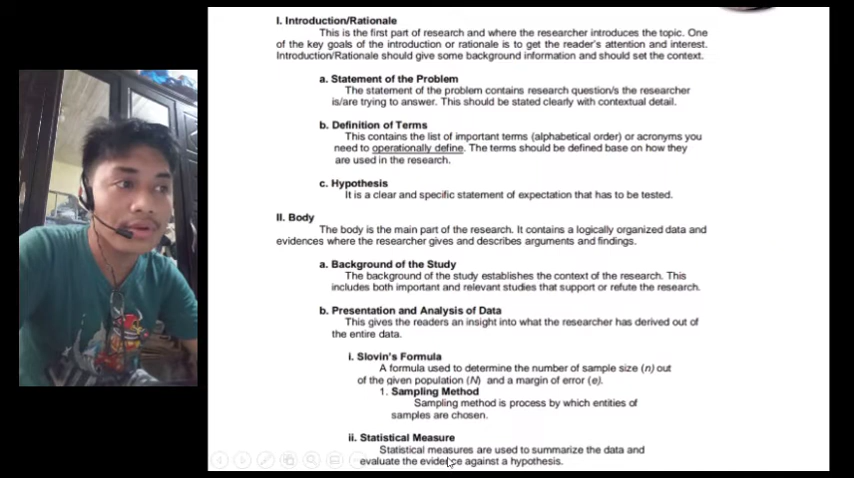 I. Introduction/Rationale
This is the first part of research and where the researcher introduces the topic. One
of the key goals of the introduction or rationale is to get the reader's attention and interest.
Introduction/Rationale should give some background information and should set the context.
a. Statement of the Problem
The statement of the problem contains research question/s the researcher
is/are trying to answer. This should be stated clearly with contextual detail.
b. Definition of Terms
This contains the list of important terms (alphabetical order) or acronyms you
need to operationally define. The terms should be defined base on how they
are used in the research.
c. Hypothesis
It is a clear and specific statement of expectation that has to be tested.
II. Body
The body is the main part of the research. It contains a logically organized data and
evidences where the researcher gives and describes arguments and findings.
a. Background of the Study
The background of the study establishes the context of the research. This
includes both important and relevant studies that support or refute the research.
b. Presentation and Analysis of Data
This gives the readers an insight into what the researcher has derived out of
the entire data.
i. Slovin's Formula
A formula used to determine the number of sample size (n) out
of the given population (N) and a margin of error (e).
1. Sampling Method
Sampling method is process by which entities of
samples are chosen.
ii. Statistical Measure
Statistical measures are used to summarize the data and
evaluate the evidence against a hypothesis.